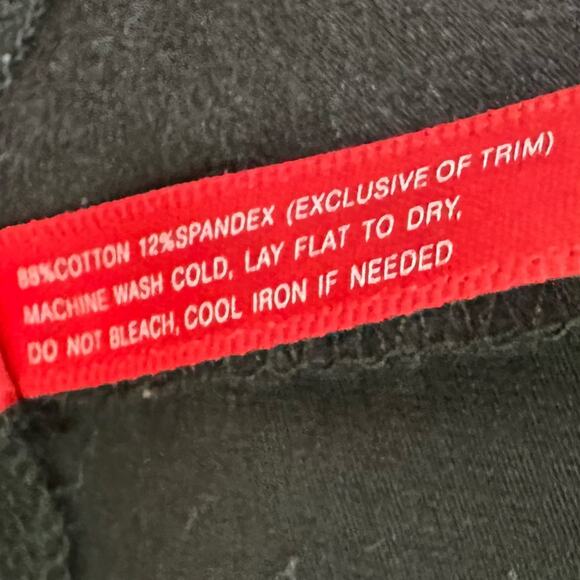 88%COTTON 12%SPANDEX (EXCLUSIVE OF TRIM)
MACHINE WASH COLD, LAY FLAT TO DRY,
DO NOT BLEACH, COOL IRON IF NEEDED